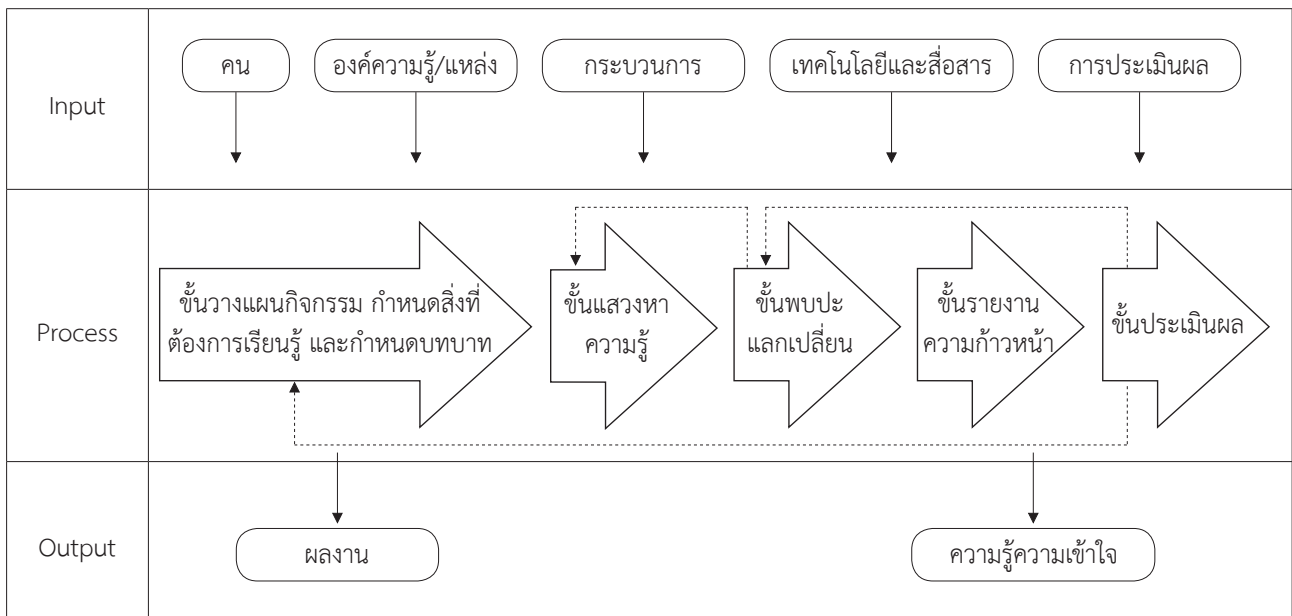 Input
คน
องค์ความรู้/แหล่ง
กระบวนการ
เทคโนโลยีและสื่อสาร
การประเมินผล
Process
ขั้นวางแผนกิจกรรม กำหนดสิ่งที่
ต้องการเรียนรู้ และกำหนดบทบาท
ขั้นแสวงหา
ความรู้
ขั้นพบปะ
แลกเปลี่ยน
ขั้นรายงาน
ความก้าวหน้า
ขั้นประเมินผล
Output
ผลงาน
ความรู้ความเข้าใจ